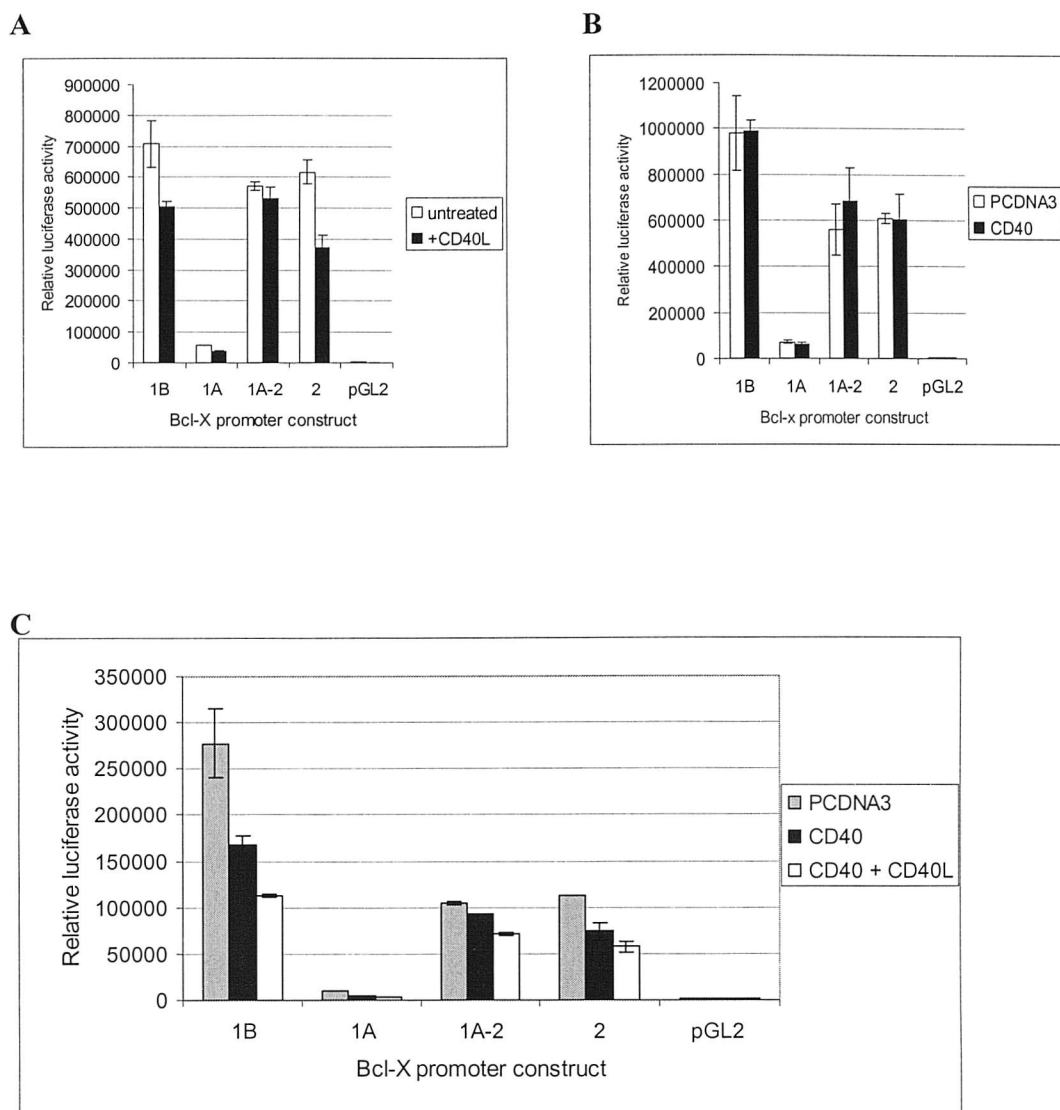 A
Relative luciferase activity
900000
800000
700000
600000
500000
400000
300000
200000
100000
0
1B 1A 1A-2 2 pGL2
Bcl-X promoter construct
untreated
+CD40L
B
Relative luciferase activity
1200000
1000000
800000
600000
400000
200000
0
1B 1A 1A-2 2 pGL2
Bcl-x promoter construct
PCDNA3
CD40
C
Relative luciferase activity
350000
300000
250000
200000
150000
100000
50000
0
1B 1A 1A-2 2 pGL2
Bcl-X promoter construct
PCDNA3
CD40
CD40 + CD40L